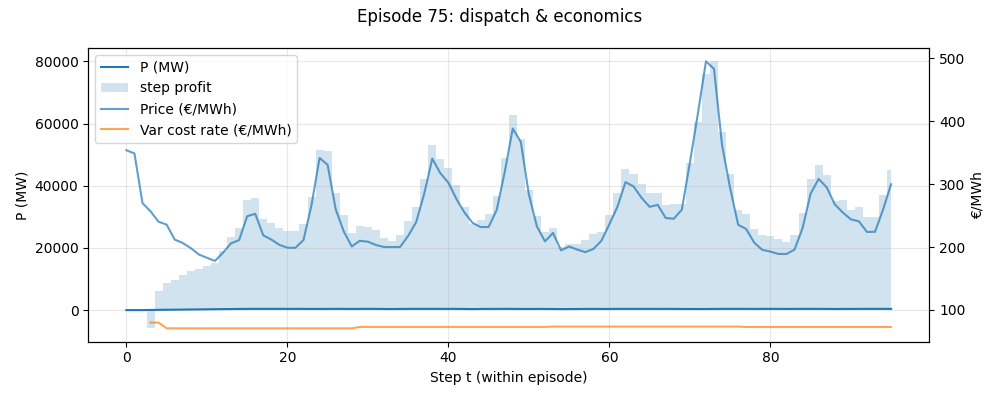 Episode 75: dispatch & economics
P (MW)
step profit
Price (€/MWh)
Var cost rate (€/MWh)
80000
60000
40000
20000
0
P (MW)
500
400
300
200
100
€/MWh
0
20
40
60
80
Step t (within episode)